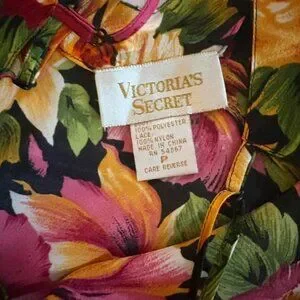 VICTORIA'S
SECRET
100% POLYESTER
LACE
100% NYLON
MADE IN CHINA
RN 54867
P
CARE REVERSE